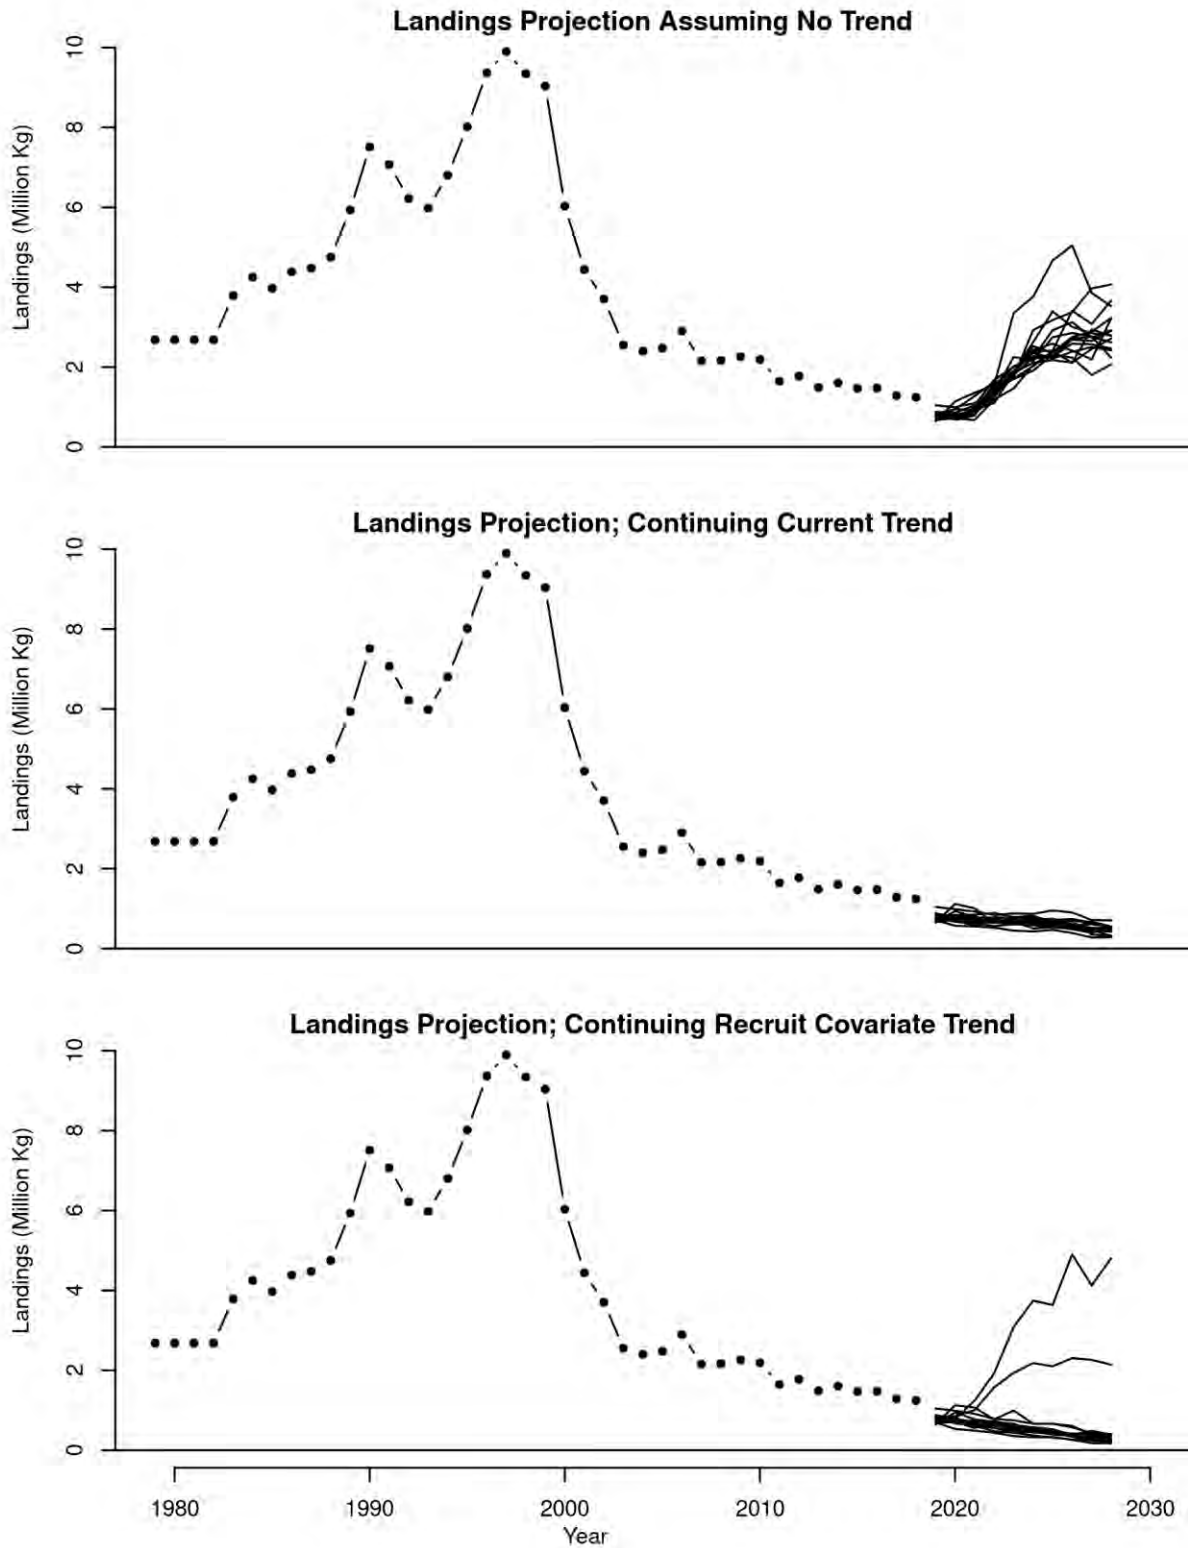 Landings Projection Assuming No Trend
Landings (Million Kg)
10
8
6
4
2
0
Landings Projection; Continuing Current Trend
Landings (Million Kg)
10
8
6
4
2
0
Landings Projection; Continuing Recruit Covariate Trend
Landings (Million Kg)
10
8
6
4
2
0
1980 1990 2000 2010 2020 2030
Year